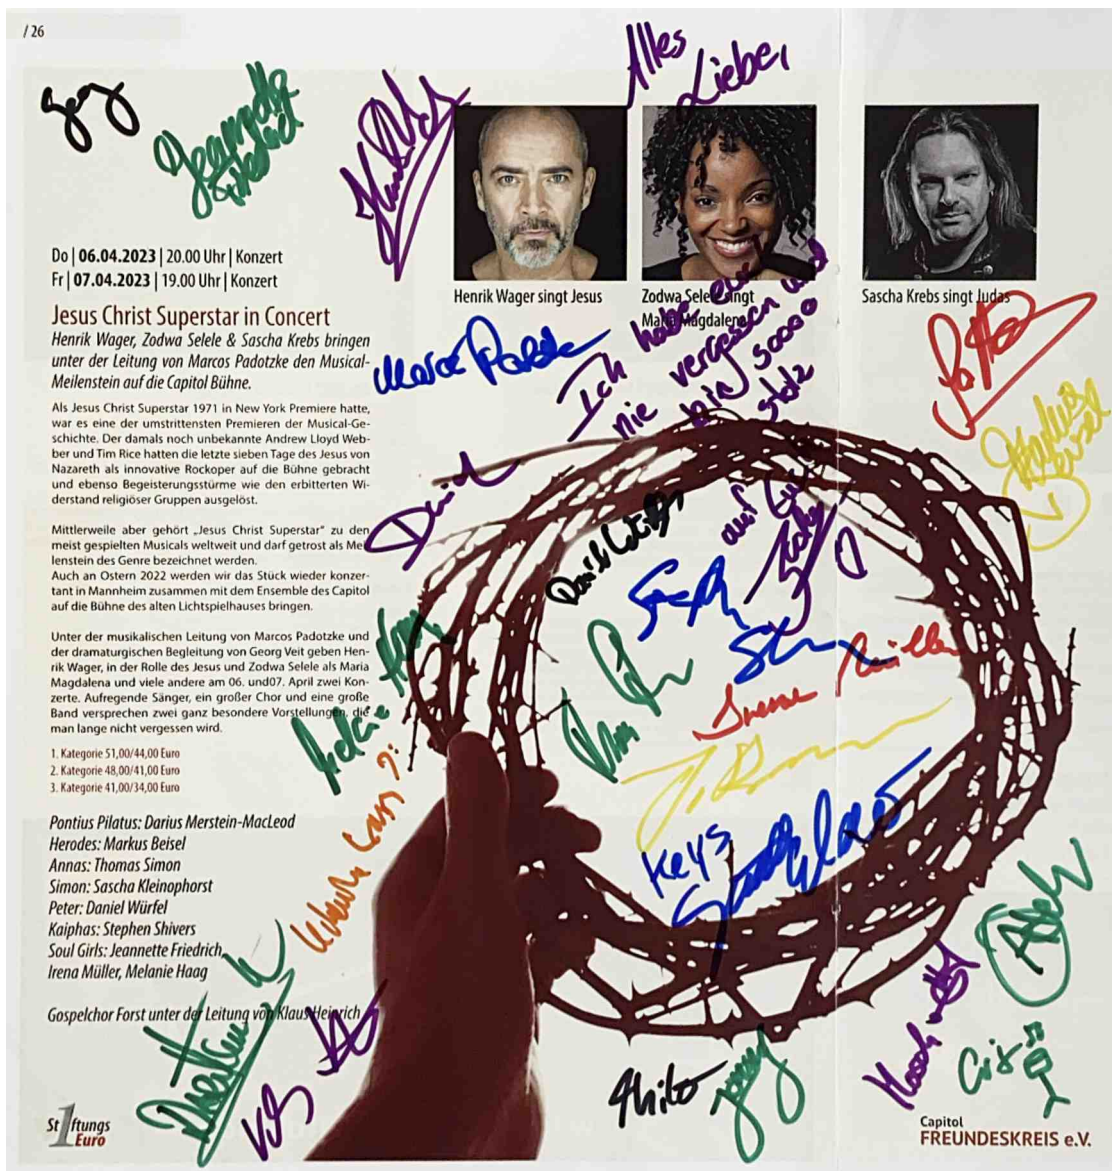 / 26
Alles
Liebe,
Do | 06.04.2023 | 20.00 Uhr | Konzert
Fr | 07.04.2023 | 19.00 Uhr | Konzert
Henrik Wager singt Jesus
Zodwa Selele singt
Maria Magdalena
Sascha Krebs singt Judas
Jesus Christ Superstar in Concert
Henrik Wager, Zodwa Selele & Sascha Krebs bringen
unter der Leitung von Marcos Padotzke den Musical-
Meilenstein auf die Capitol Bühne.
Ich habe euch
nie vergessen und
bin soooo
stolz
auf
Als Jesus Christ Superstar 1971 in New York Premiere hatte,
war es eine der umstrittensten Premieren der Musical-Ge-
schichte. Der damals noch unbekannte Andrew Lloyd Web-
ber und Tim Rice hatten die letzte sieben Tage des Jesus von
Nazareth als innovative Rockoper auf die Bühne gebracht
und ebenso Begeisterungsstürme wie den erbitterten Wi-
derstand religiöser Gruppen ausgelöst.
Mittlerweile aber gehört „Jesus Christ Superstar" zu den
meist gespielten Musicals weltweit und darf getrost als Me-
lenstein des Genre bezeichnet werden.
Auch an Ostern 2022 werden wir das Stück wieder konzer-
tant in Mannheim zusammen mit dem Ensemble des Capitol
auf die Bühne des alten Lichtspielhauses bringen.
Unter der musikalischen Leitung von Marcos Padotzke und
der dramaturgischen Begleitung von Georg Veit geben Hen-
rik Wager, in der Rolle des Jesus und Zodwa Selele als Maria
Magdalena und viele andere am 06. und07. April zwei Kon-
zerte. Aufregende Sänger, ein großer Chor und eine große
Band versprechen zwei ganz besondere Vorstellungen, die
man lange nicht vergessen wird.
1. Kategorie 51,00/44,00 Euro
2. Kategorie 48,00/41,00 Euro
3. Kategorie 41,00/34,00 Euro
David
keys
Pontius Pilatus: Darius Merstein-MacLeod
Herodes: Markus Beisel
Annas: Thomas Simon
Simon: Sascha Kleinophorst
Peter: Daniel Würfel
Kaiphas: Stephen Shivers
Soul Girls: Jeannette Friedrich,
Irena Müller, Melanie Haag
Gospelchor Forst unter der Leitung von Klaus Heinrich
St1ftungs
Euro
Capitol
FREUNDESKREIS e.V.